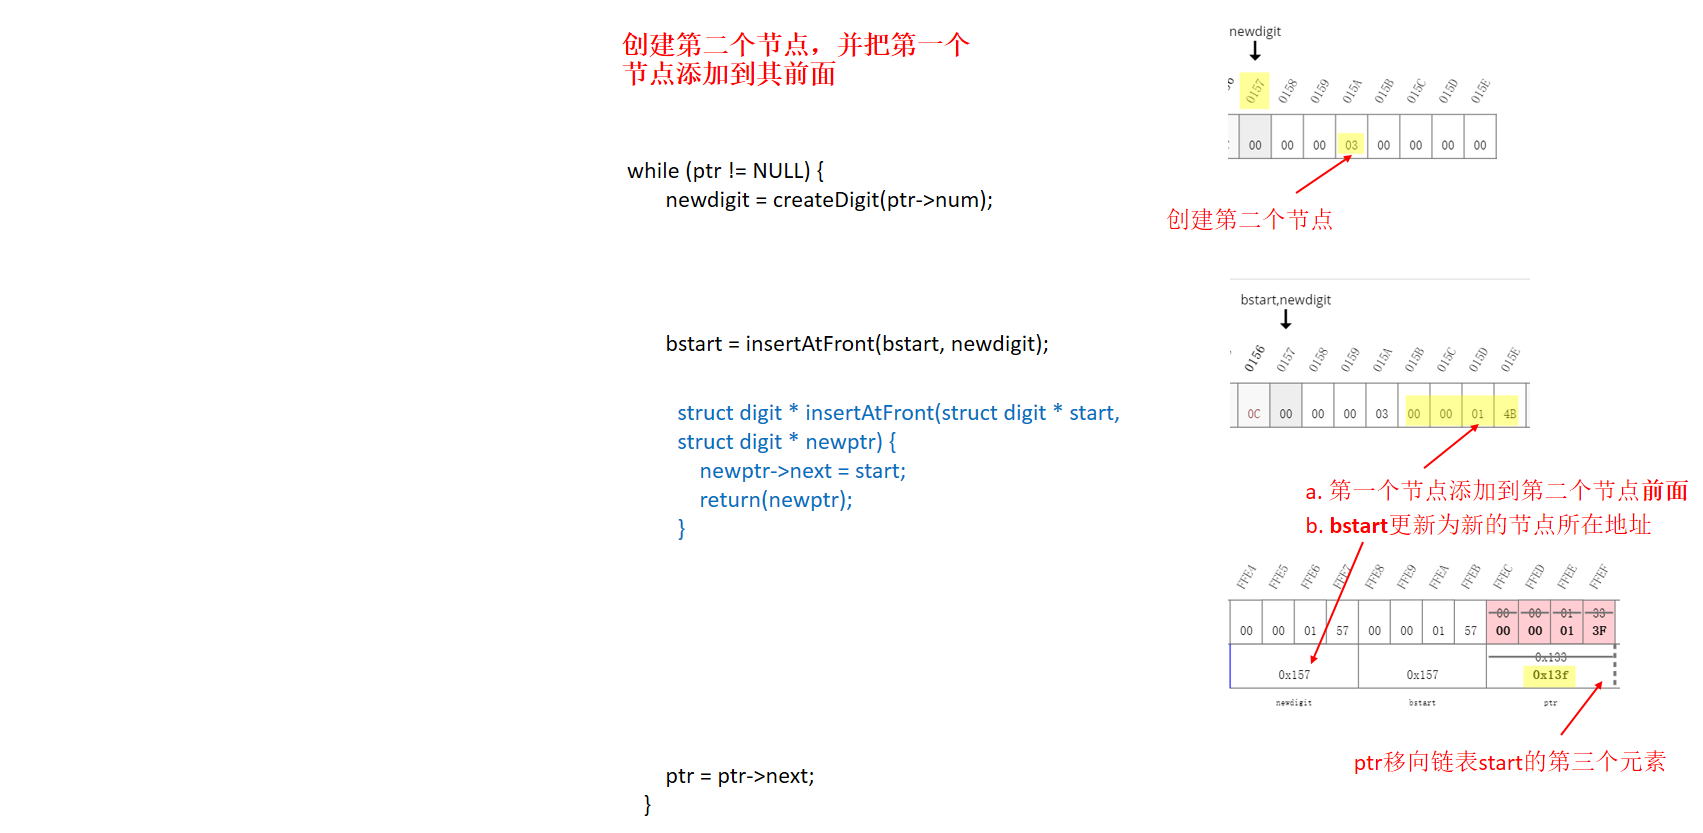 创建第二个节点，并把第一个
节点添加到其前面
while (ptr != NULL) {
newdigit = createDigit(ptr->num);
bstart = insertAtFront(bstart, newdigit);
struct digit * insertAtFront(struct digit * start,
struct digit * newptr) {
newptr->next = start;
return(newptr);
}
ptr = ptr->next;
}
newdigit
0157 0158 0159 015A 015B 015C 015D 015E
00 00 00 03 00 00 00 00
创建第二个节点
bstart,newdigit
0156 0157 0158 0159 015A 015B 015C 015D 015E
0C 00 00 00 03 00 00 01 4B
a. 第一个节点添加到第二个节点前面
b. bstart更新为新的节点所在地址
FFE4 FFE5 FFE6 FFE7 FFE8 FFE9 FFEA FFEB FFEC FFED FFEE FFEF
00 00 01 33
00 00 01 57 00 00 01 57 00 00 01 3F
0x133
0x157 0x157 0x13f
newdigit bstart ptr
ptr移向链表start的第三个元素